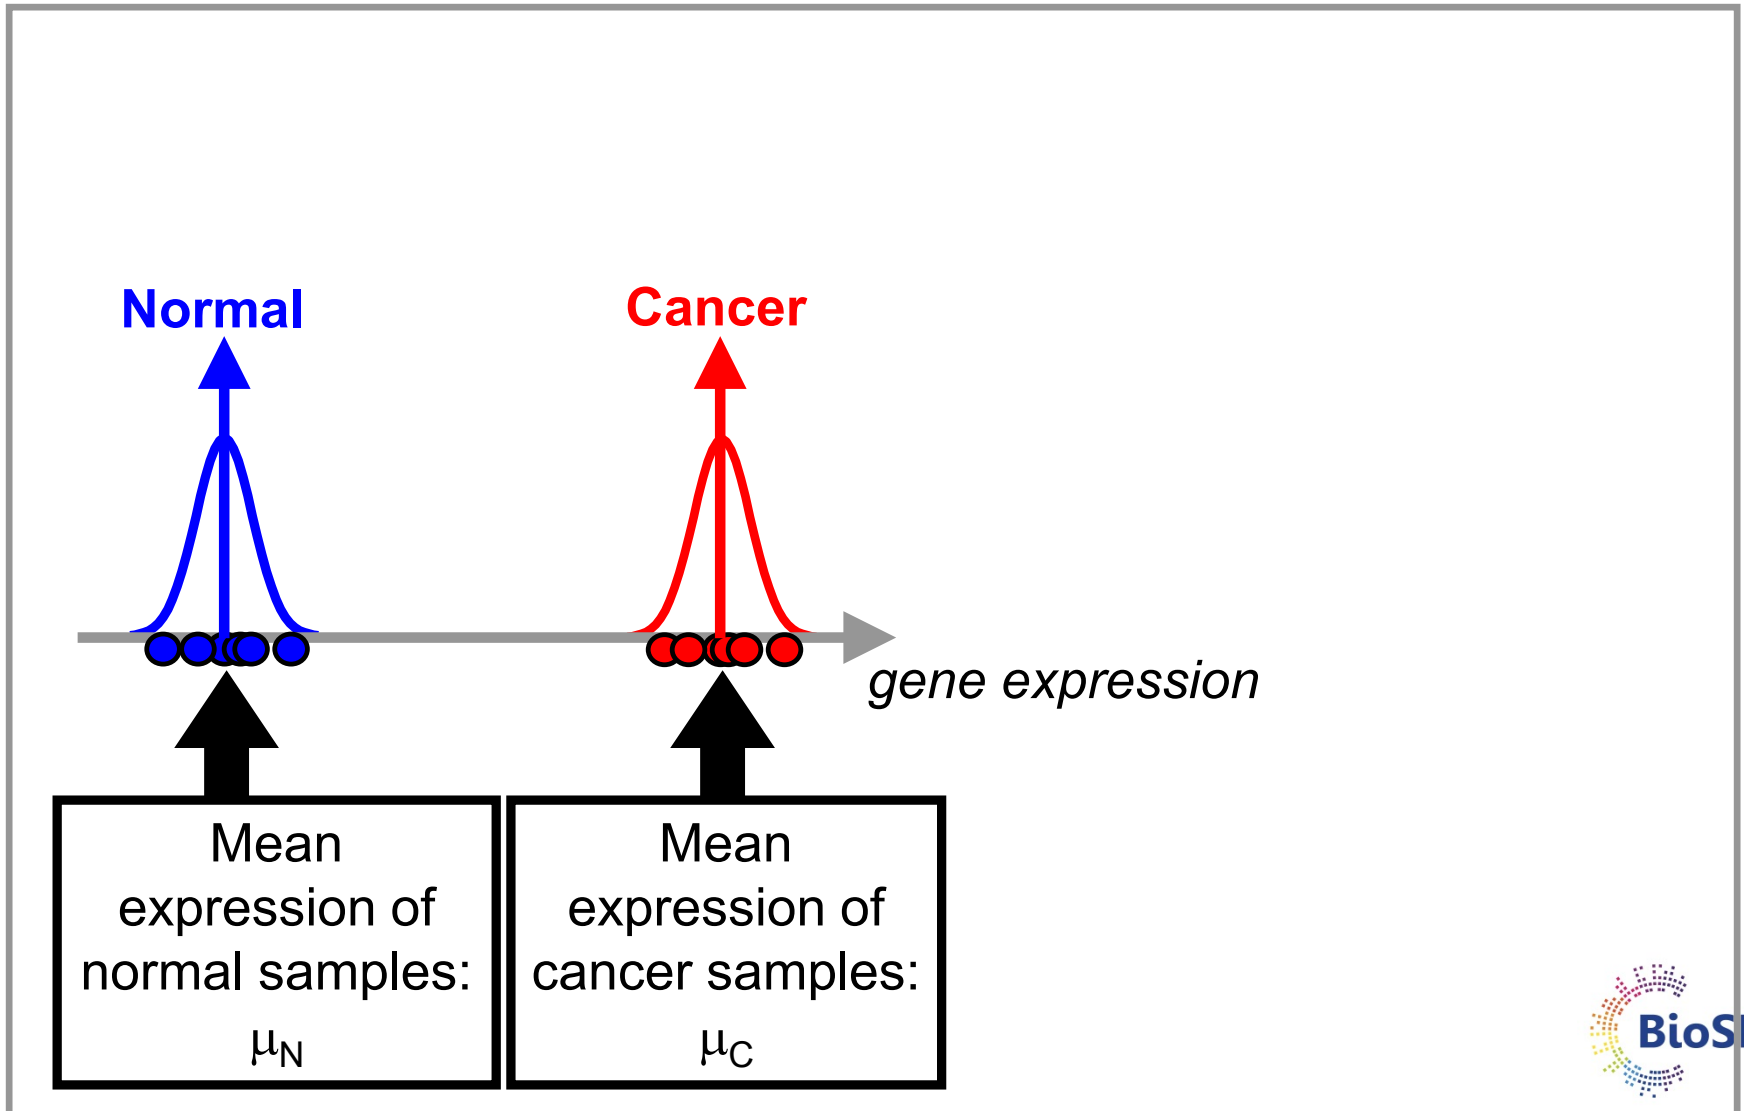 Normal
Cancer
gene expression
Mean
expression of
normal samples:
μN
Mean
expression of
cancer samples:
μC